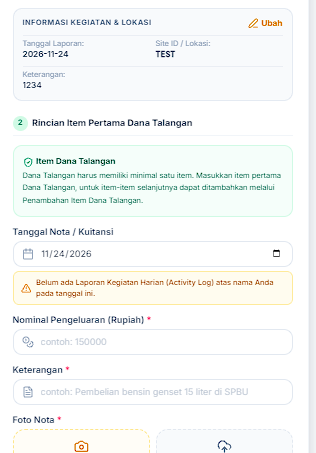 INFORMASI KEGIATAN & LOKASI
Ubah
Tanggal Laporan:
2026-11-24
Site ID / Lokasi:
TEST
Keterangan:
1234
2 Rincian Item Pertama Dana Talangan
Item Dana Talangan
Dana Talangan harus memiliki minimal satu item. Masukkan item pertama
Dana Talangan, untuk item-item selanjutnya dapat ditambahkan melalui
Penambahan Item Dana Talangan.
Tanggal Nota / Kuitansi
11/24/2026
Belum ada Laporan Kegiatan Harian (Activity Log) atas nama Anda
pada tanggal ini.
Nominal Pengeluaran (Rupiah) *
contoh: 150000
Keterangan *
contoh: Pembelian bensin genset 15 liter di SPBU
Foto Nota *